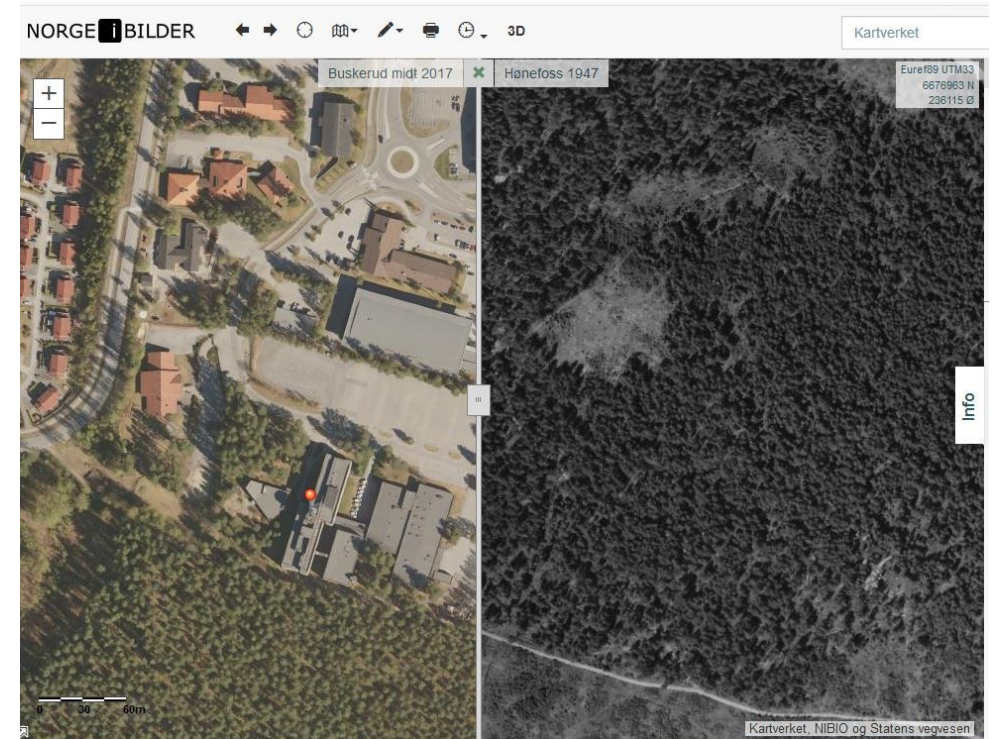 NORGE i BILDER
3D
Kartverket
Buskerud midt 2017
Hønefoss 1947
Euref89 UTM33
6676963 N
236115 Ø
+
−
Info
0 30 60m
Kartverket, NIBIO og Statens vegvesen